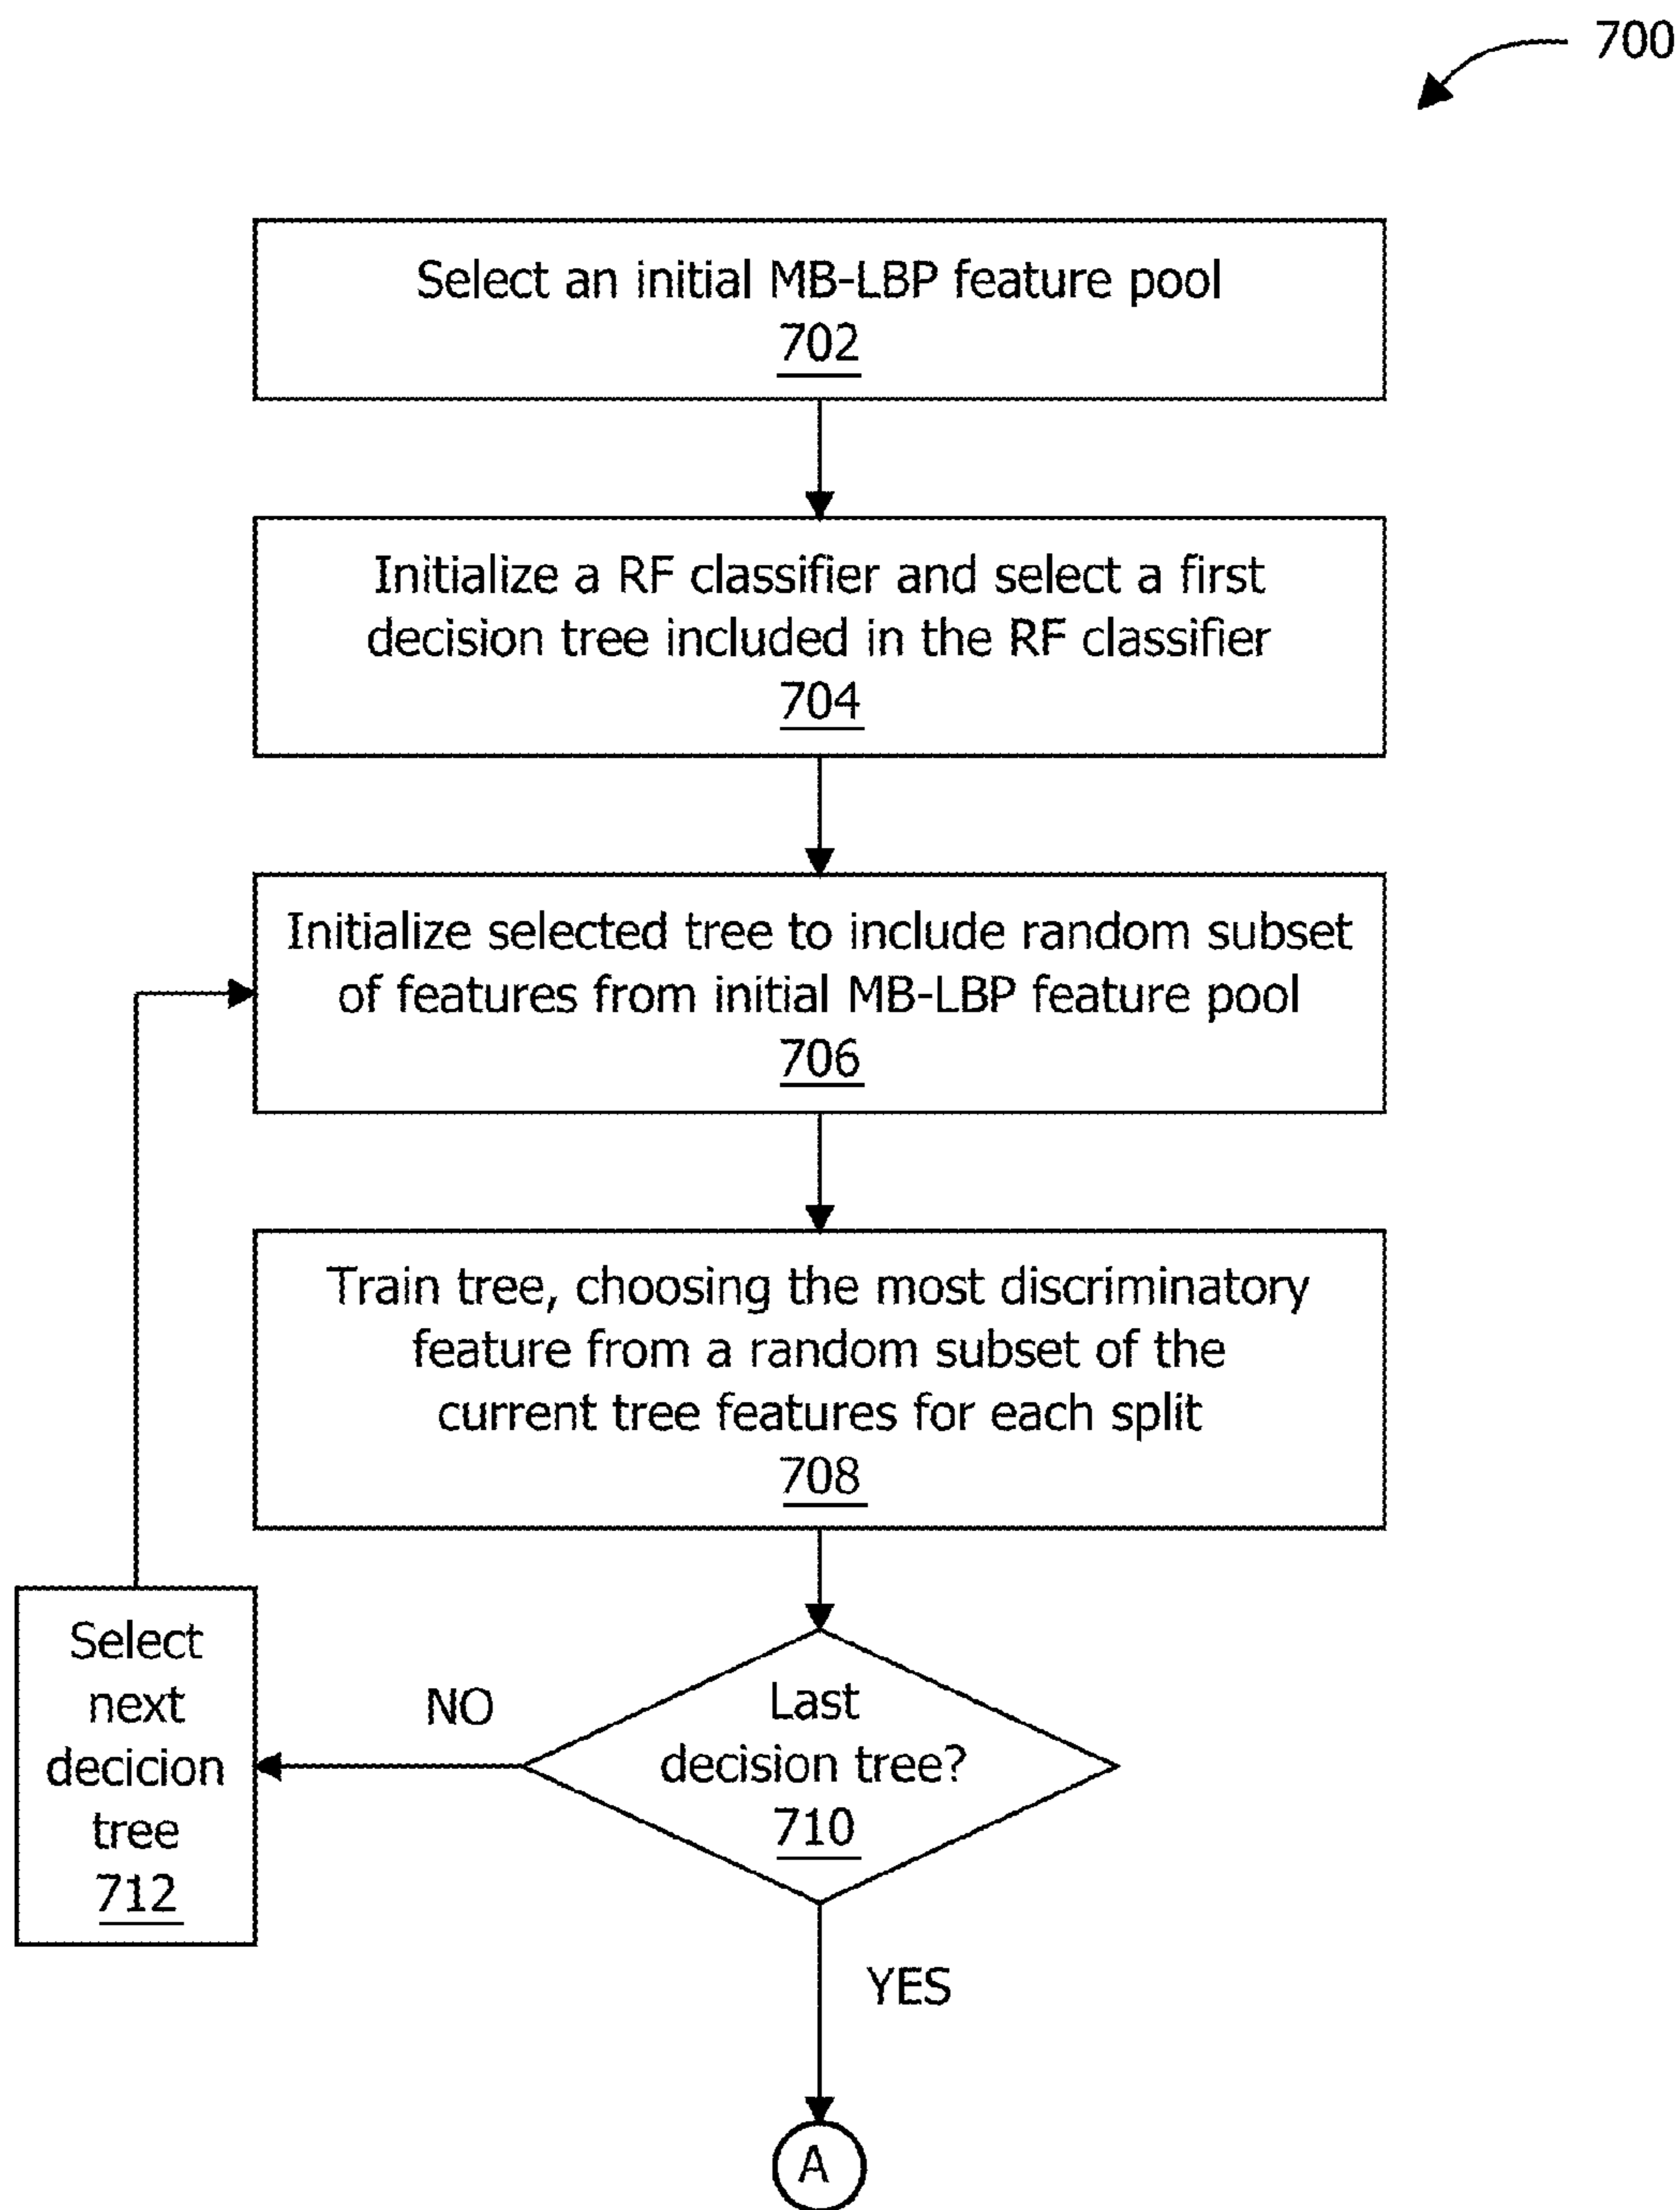 700
Select an initial MB-LBP feature pool
702
Initialize a RF classifier and select a first
decision tree included in the RF classifier
704
Initialize selected tree to include random subset
of features from initial MB-LBP feature pool
706
Train tree, choosing the most discriminatory
feature from a random subset of the
current tree features for each split
708
Select
next
decicion
tree
712
NO
Last
decision tree?
710
YES
A